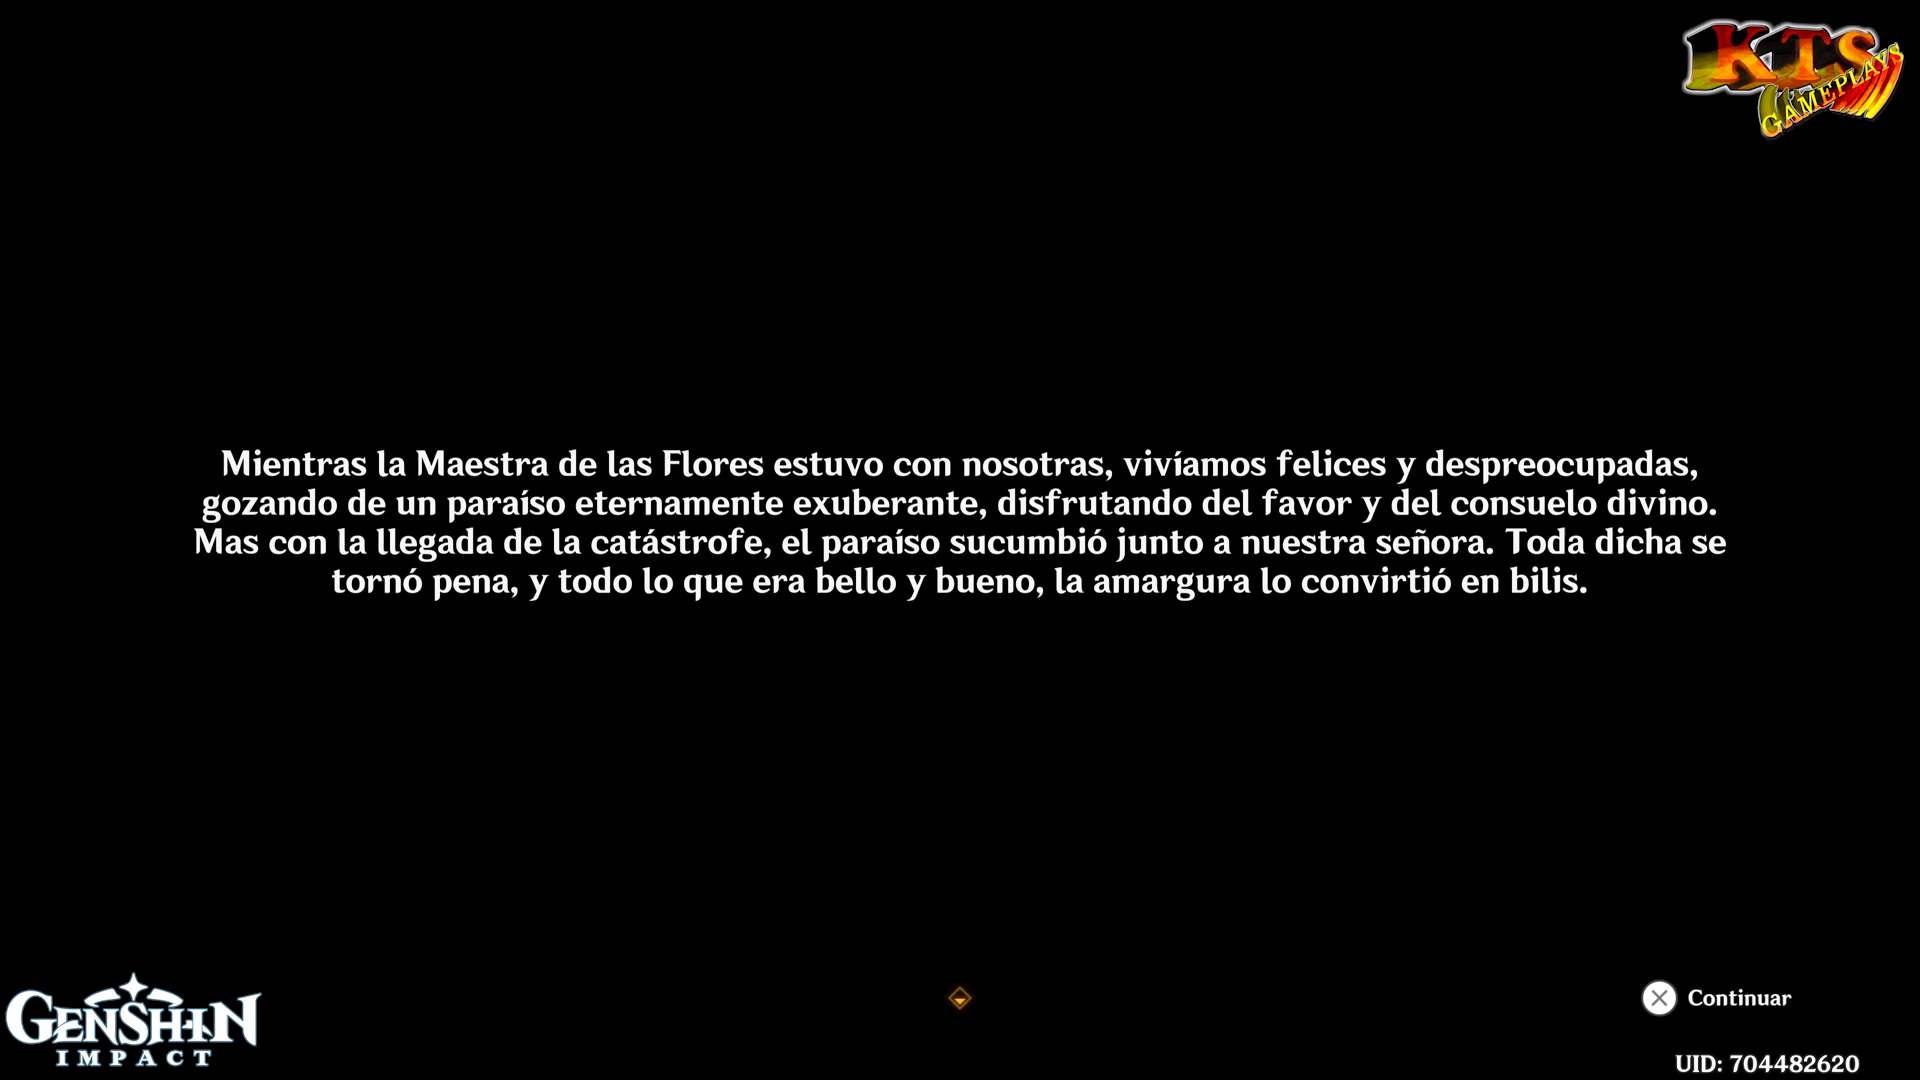 KTS
GAMEPLAYS
Mientras la Maestra de las Flores estuvo con nosotras, vivíamos felices y despreocupadas,
gozando de un paraíso eternamente exuberante, disfrutando del favor y del consuelo divino.
Mas con la llegada de la catástrofe, el paraíso sucumbió junto a nuestra señora. Toda dicha se
tornó pena, y todo lo que era bello y bueno, la amargura lo convirtió en bilis.
GENSHIN
IMPACT
Continuar
UID: 704482620